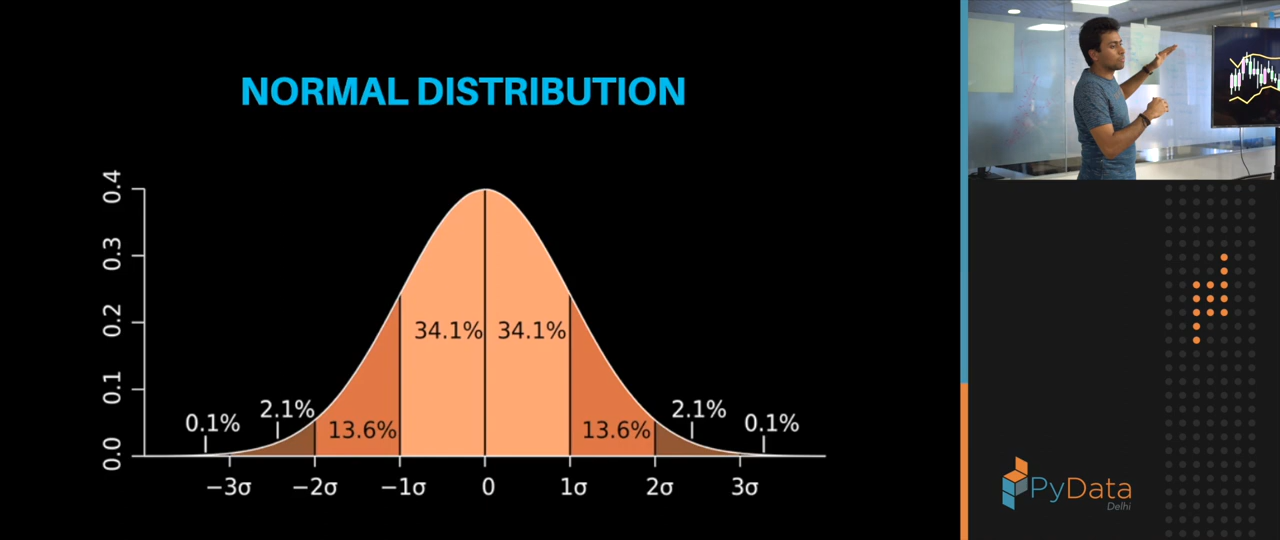 NORMAL DISTRIBUTION
0.4
0.3
0.2
0.1
0.0
34.1% 34.1%
0.1% 2.1% 13.6% 13.6% 2.1% 0.1%
−3σ −2σ −1σ 0 1σ 2σ 3σ
PyData
Delhi